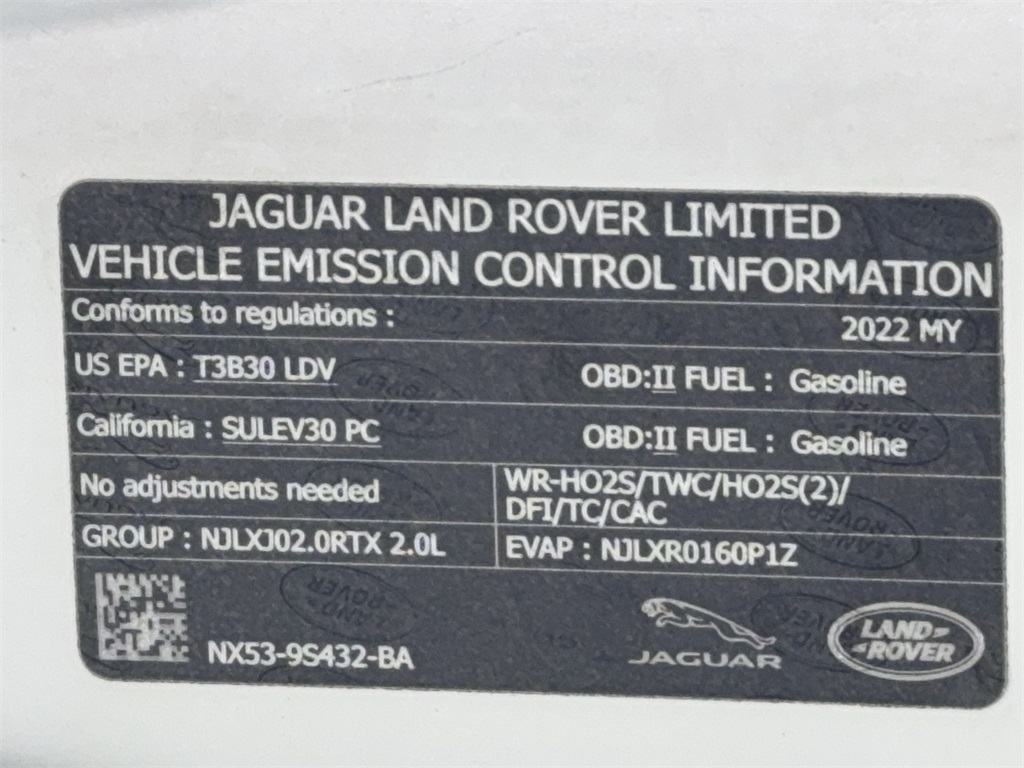 JAGUAR LAND ROVER LIMITED
VEHICLE EMISSION CONTROL INFORMATION
Conforms to regulations :
2022 MY
US EPA : T3B30 LDV
OBD:II FUEL : Gasoline
California : SULEV30 PC
OBD:II FUEL : Gasoline
No adjustments needed
WR-HO2S/TWC/HO2S(2)/
DFI/TC/CAC
GROUP : NJLXJ02.0RTX 2.0L
EVAP : NJLXR0160P1Z
NX53-9S432-BA
JAGUAR
LAND-
-ROVER